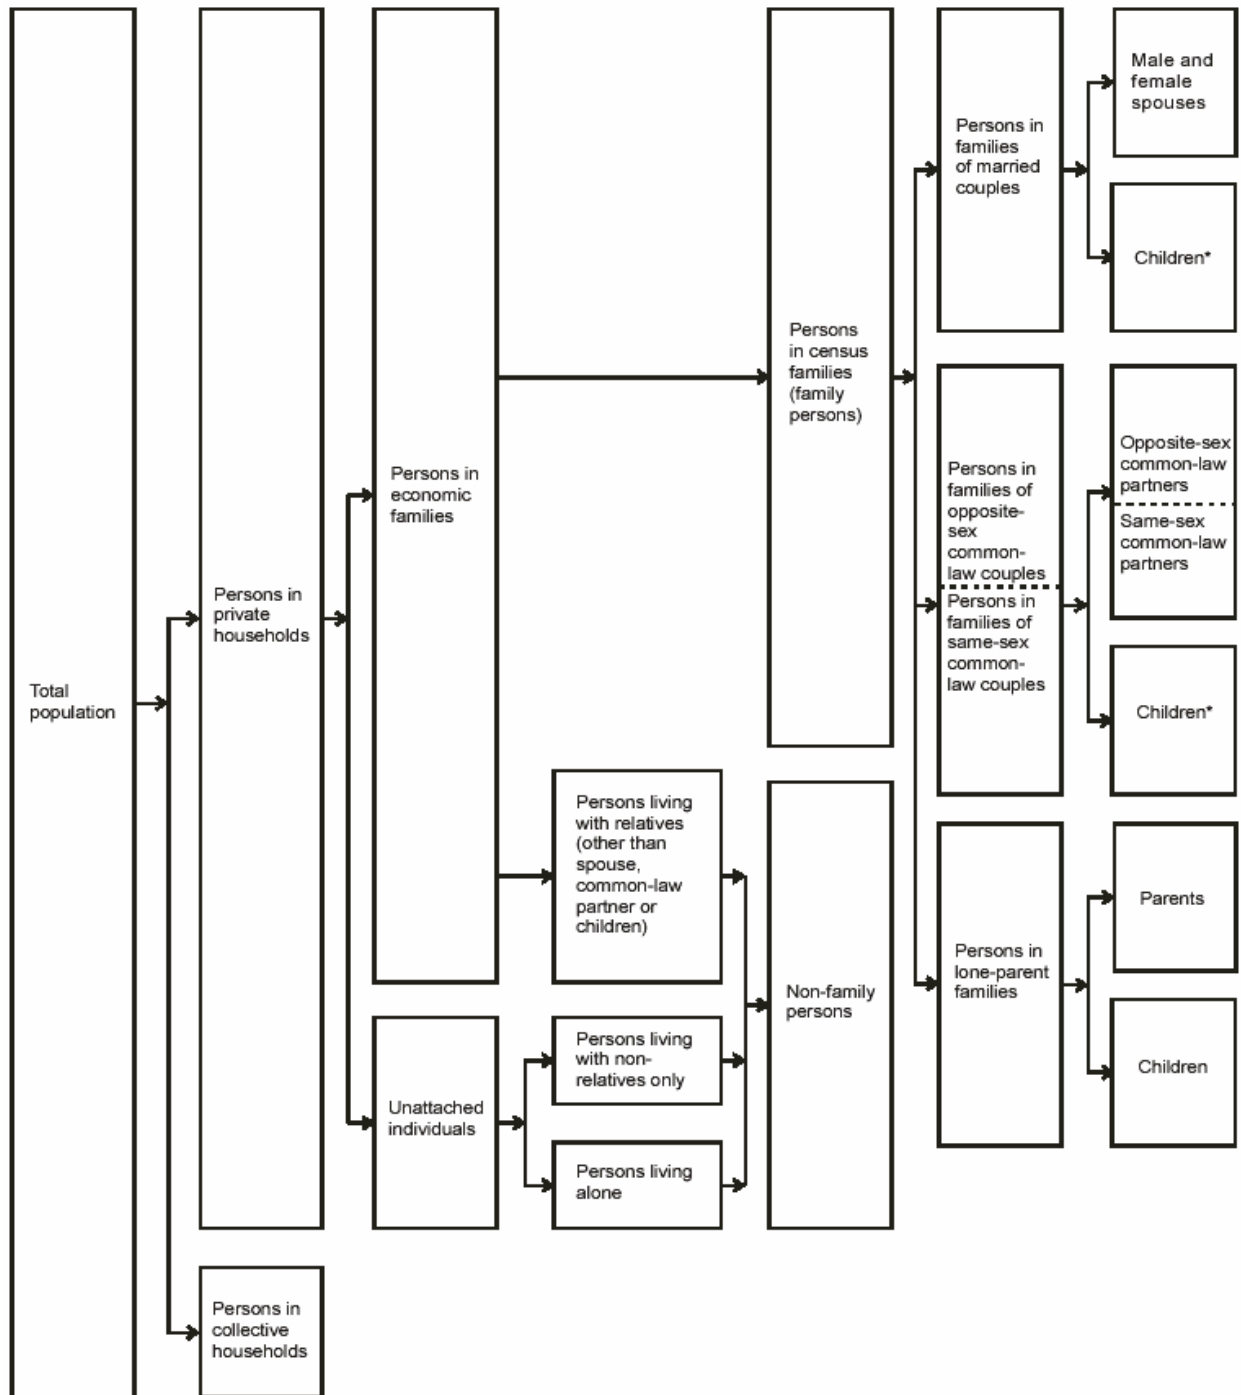 Total
population
Persons in
private
households
Persons in
collective
households
Persons in
economic
families
Unattached
individuals
Persons living
with relatives
(other than
spouse,
common-law
partner or
children)
Persons living
with non-
relatives only
Persons living
alone
Persons
in census
families
(family
persons)
Non-family
persons
Persons in
families
of married
couples
Persons in
families of
opposite-
sex
common-
law couples
Persons in
families of
same-sex
common-
law couples
Persons in
lone-parent
families
Male and
female
spouses
Children*
Opposite-sex
common-law
partners
Same-sex
common-law
partners
Children*
Parents
Children